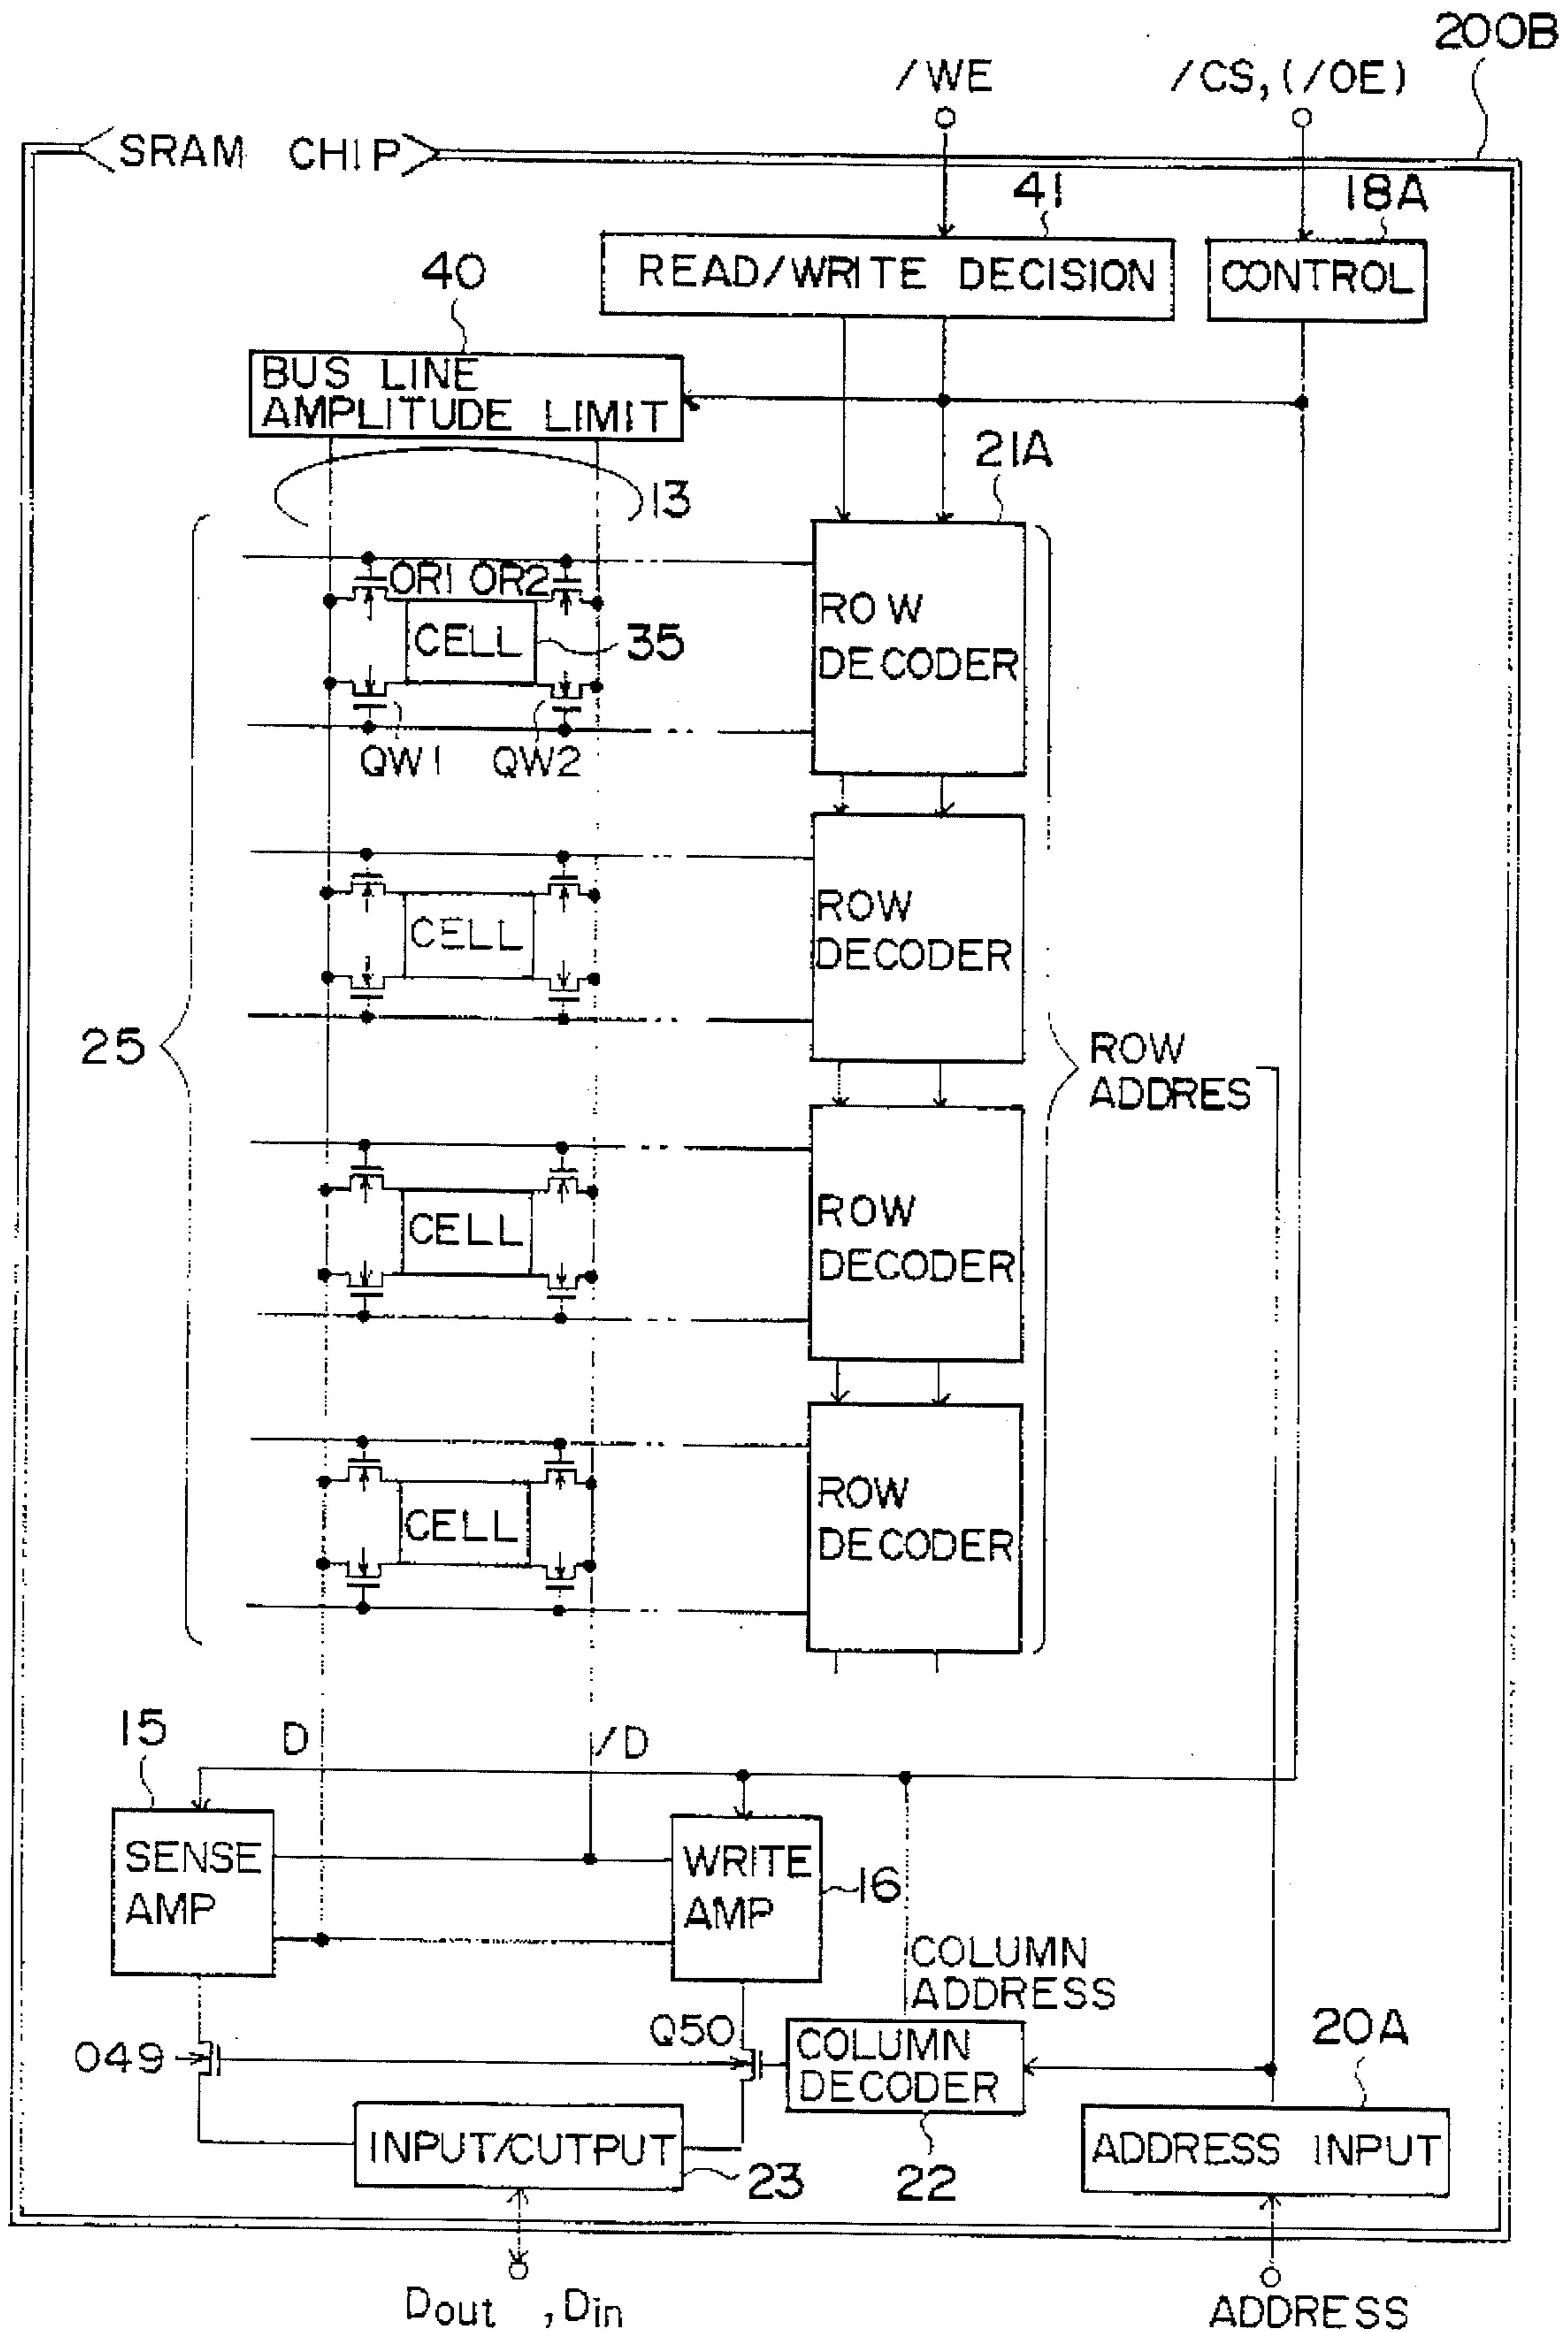 200B
/WE
/CS,(/OE)
SRAM CHIP
41
18A
READ/WRITE DECISION
CONTROL
40
BUS LINE
AMPLITUDE LIMIT
21A
13
OR1 OR2
ROW
DECODER
CELL
35
QW1
QW2
ROW
DECODER
CELL
25
ROW
ADDRES
ROW
DECODER
CELL
ROW
DECODER
CELL
15
D
/D
SENSE
AMP
WRITE
AMP
16
COLUMN
ADDRESS
Q50
20A
O49
COLUMN
DECODER
INPUT/CUTPUT
ADDRESS INPUT
23
22
Dout ,Din
ADDRESS